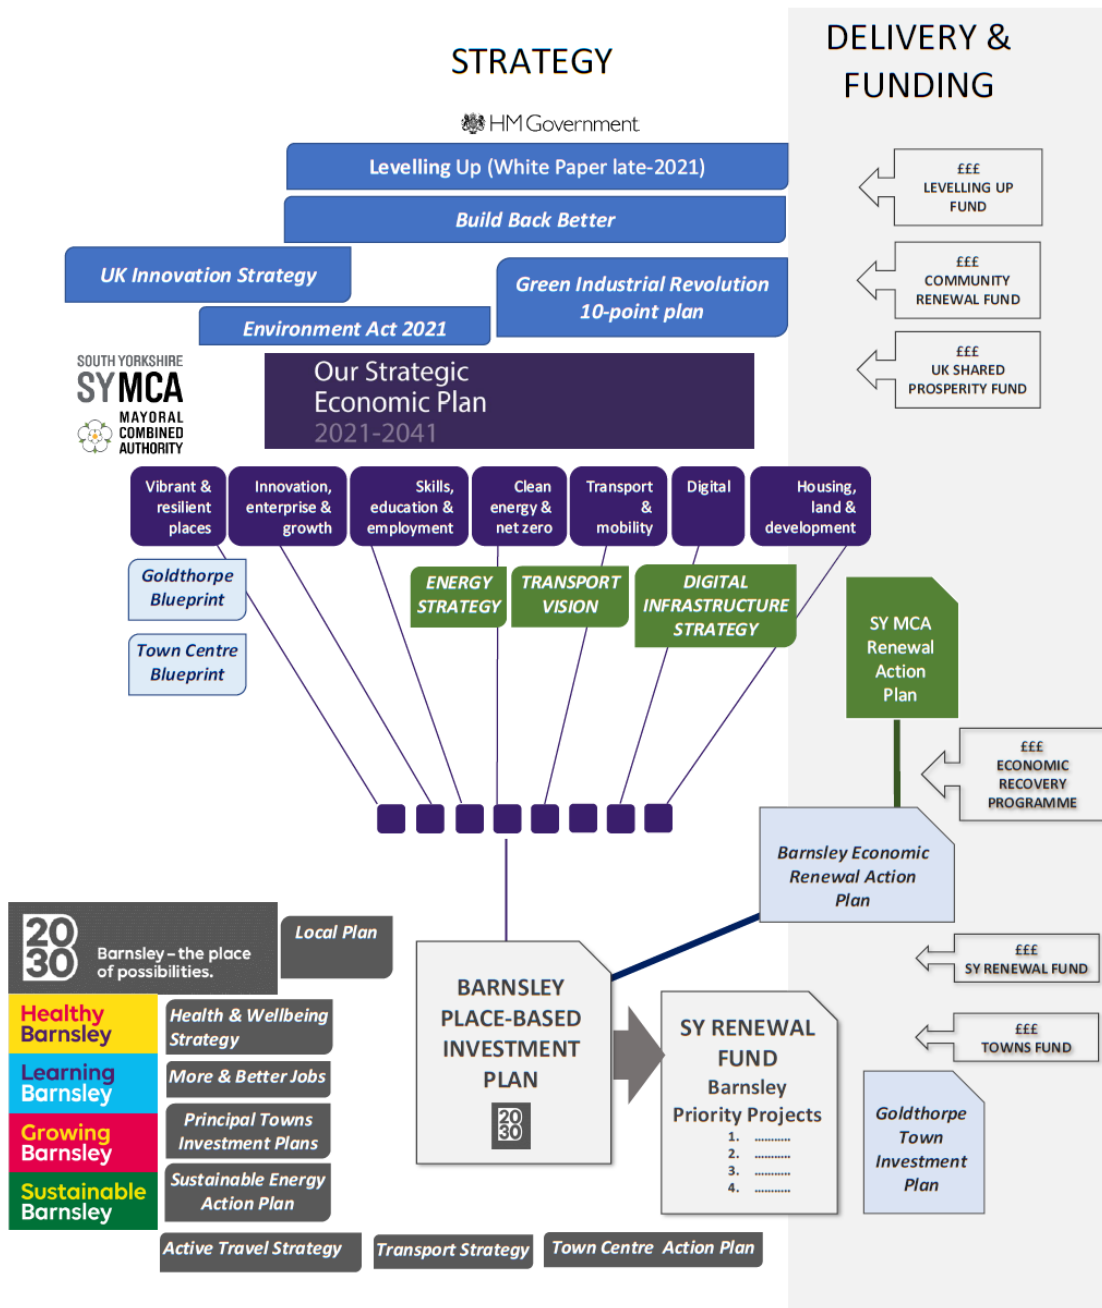 STRATEGY
DELIVERY &
FUNDING
HM Government
Levelling Up (White Paper late-2021)
Build Back Better
UK Innovation Strategy
Green Industrial Revolution
10-point plan
Environment Act 2021
£££
LEVELLING UP
FUND
£££
COMMUNITY
RENEWAL FUND
£££
UK SHARED
PROSPERITY FUND
SOUTH YORKSHIRE
SYMCA
MAYORAL
COMBINED
AUTHORITY
Our Strategic
Economic Plan
2021-2041
Vibrant &
resilient
places
Innovation,
enterprise &
growth
Skills,
education &
employment
Clean
energy &
net zero
Transport
&
mobility
Digital
Housing,
land &
development
Goldthorpe
Blueprint
Town Centre
Blueprint
ENERGY
STRATEGY
TRANSPORT
VISION
DIGITAL
INFRASTRUCTURE
STRATEGY
SY MCA
Renewal
Action
Plan
£££
ECONOMIC
RECOVERY
PROGRAMME
Barnsley Economic
Renewal Action
Plan
20
30
Barnsley – the place
of possibilities.
Local Plan
Healthy
Barnsley
Health & Wellbeing
Strategy
Learning
Barnsley
More & Better Jobs
Growing
Barnsley
Principal Towns
Investment Plans
Sustainable
Barnsley
Sustainable Energy
Action Plan
Active Travel Strategy
Transport Strategy
Town Centre Action Plan
BARNSLEY
PLACE-BASED
INVESTMENT
PLAN
20
30
SY RENEWAL
FUND
Barnsley
Priority Projects
1. ...........
2. ...........
3. ...........
4. ...........
£££
SY RENEWAL FUND
£££
TOWNS FUND
Goldthorpe
Town
Investment
Plan